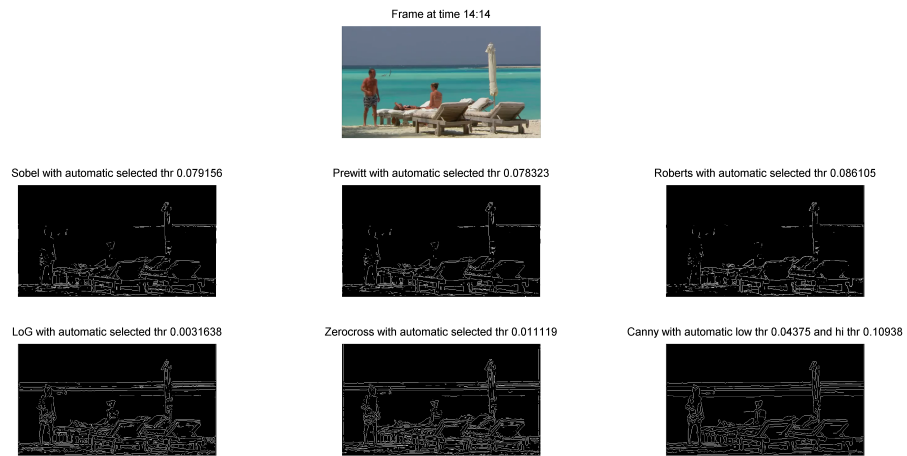 Frame at time 14:14
Sobel with automatic selected thr 0.079156
Prewitt with automatic selected thr 0.078323
Roberts with automatic selected thr 0.086105
LoG with automatic selected thr 0.0031638
Zerocross with automatic selected thr 0.011119
Canny with automatic low thr 0.04375 and hi thr 0.10938